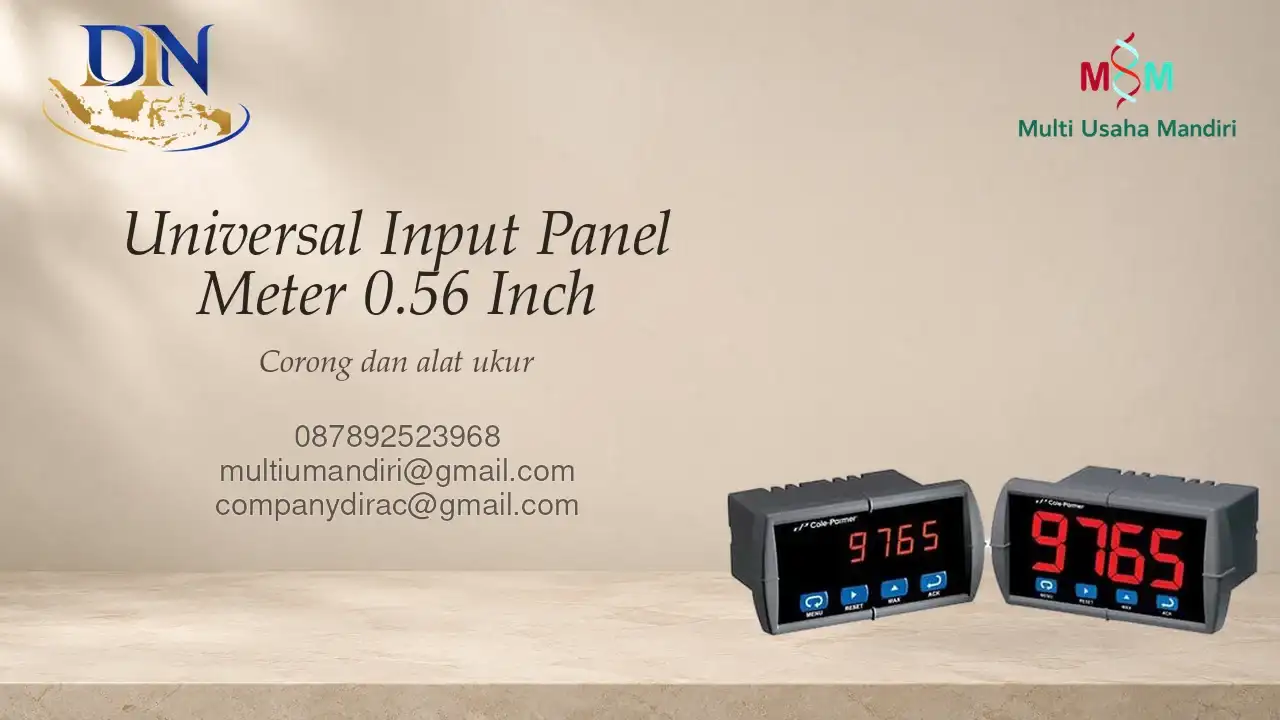 DN
M M
Multi Usaha Mandiri
Universal Input Panel
Meter 0.56 Inch
Corong dan alat ukur
087892523968
multiumandiri@gmail.com
companydirac@gmail.com
Cole-Parmer
9765
MENU
RESET
MAX
ACK
Cole-Parmer
9765
MENU
RESET
MAX
ACK